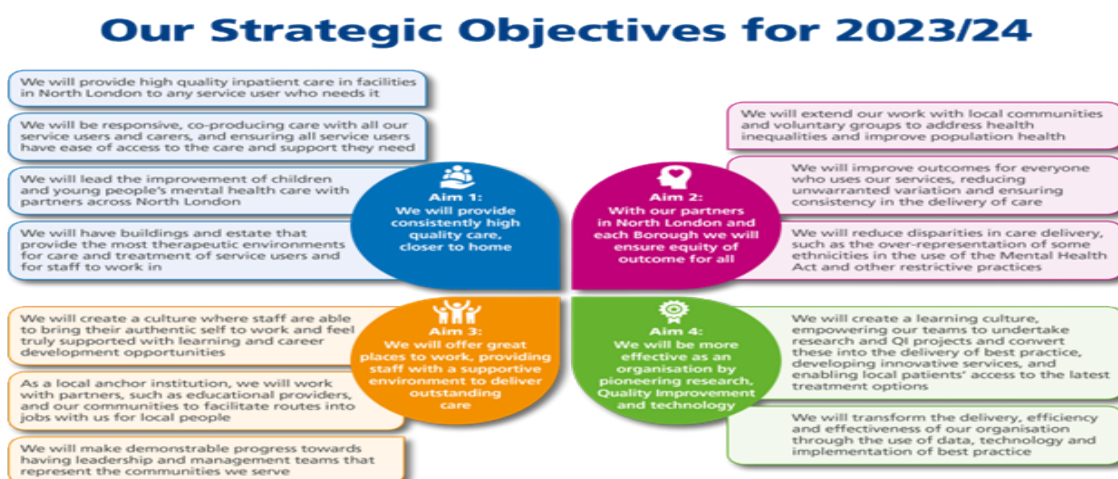 Our Strategic Objectives for 2023/24
We will provide high quality inpatient care in facilities
in North London to any service user who needs it
We will be responsive, co-producing care with all our
service users and carers, and ensuring all service users
have ease of access to the care and support they need
We will lead the improvement of children
and young people's mental health care with
partners across North London
We will have buildings and estate that
provide the most therapeutic environments
for care and treatment of service users and
for staff to work in
Aim 1:
We will provide
consistently high
quality care,
closer to home
Aim 2:
With our partners
in North London and
each Borough we will
ensure equity of
outcome for all
We will extend our work with local communities
and voluntary groups to address health
inequalities and improve population health
We will improve outcomes for everyone
who uses our services, reducing
unwarranted variation and ensuring
consistency in the delivery of care
We will reduce disparities in care delivery,
such as the over-representation of some
ethnicities in the use of the Mental Health
Act and other restrictive practices
We will create a culture where staff are able
to bring their authentic self to work and feel
truly supported with learning and career
development opportunities
As a local anchor institution, we will work
with partners, such as educational providers,
and our communities to facilitate routes into
jobs with us for local people
We will make demonstrable progress towards
having leadership and management teams that
represent the communities we serve
Aim 3:
We will offer great
places to work, providing
staff with a supportive
environment to deliver
outstanding
care
Aim 4:
We will be more
effective as an
organisation by
pioneering research,
Quality Improvement
and technology
We will create a learning culture,
empowering our teams to undertake
research and QI projects and convert
these into the delivery of best practice,
developing innovative services, and
enabling local patients' access to the latest
treatment options
We will transform the delivery, efficiency
and effectiveness of our organisation
through the use of data, technology and
implementation of best practice